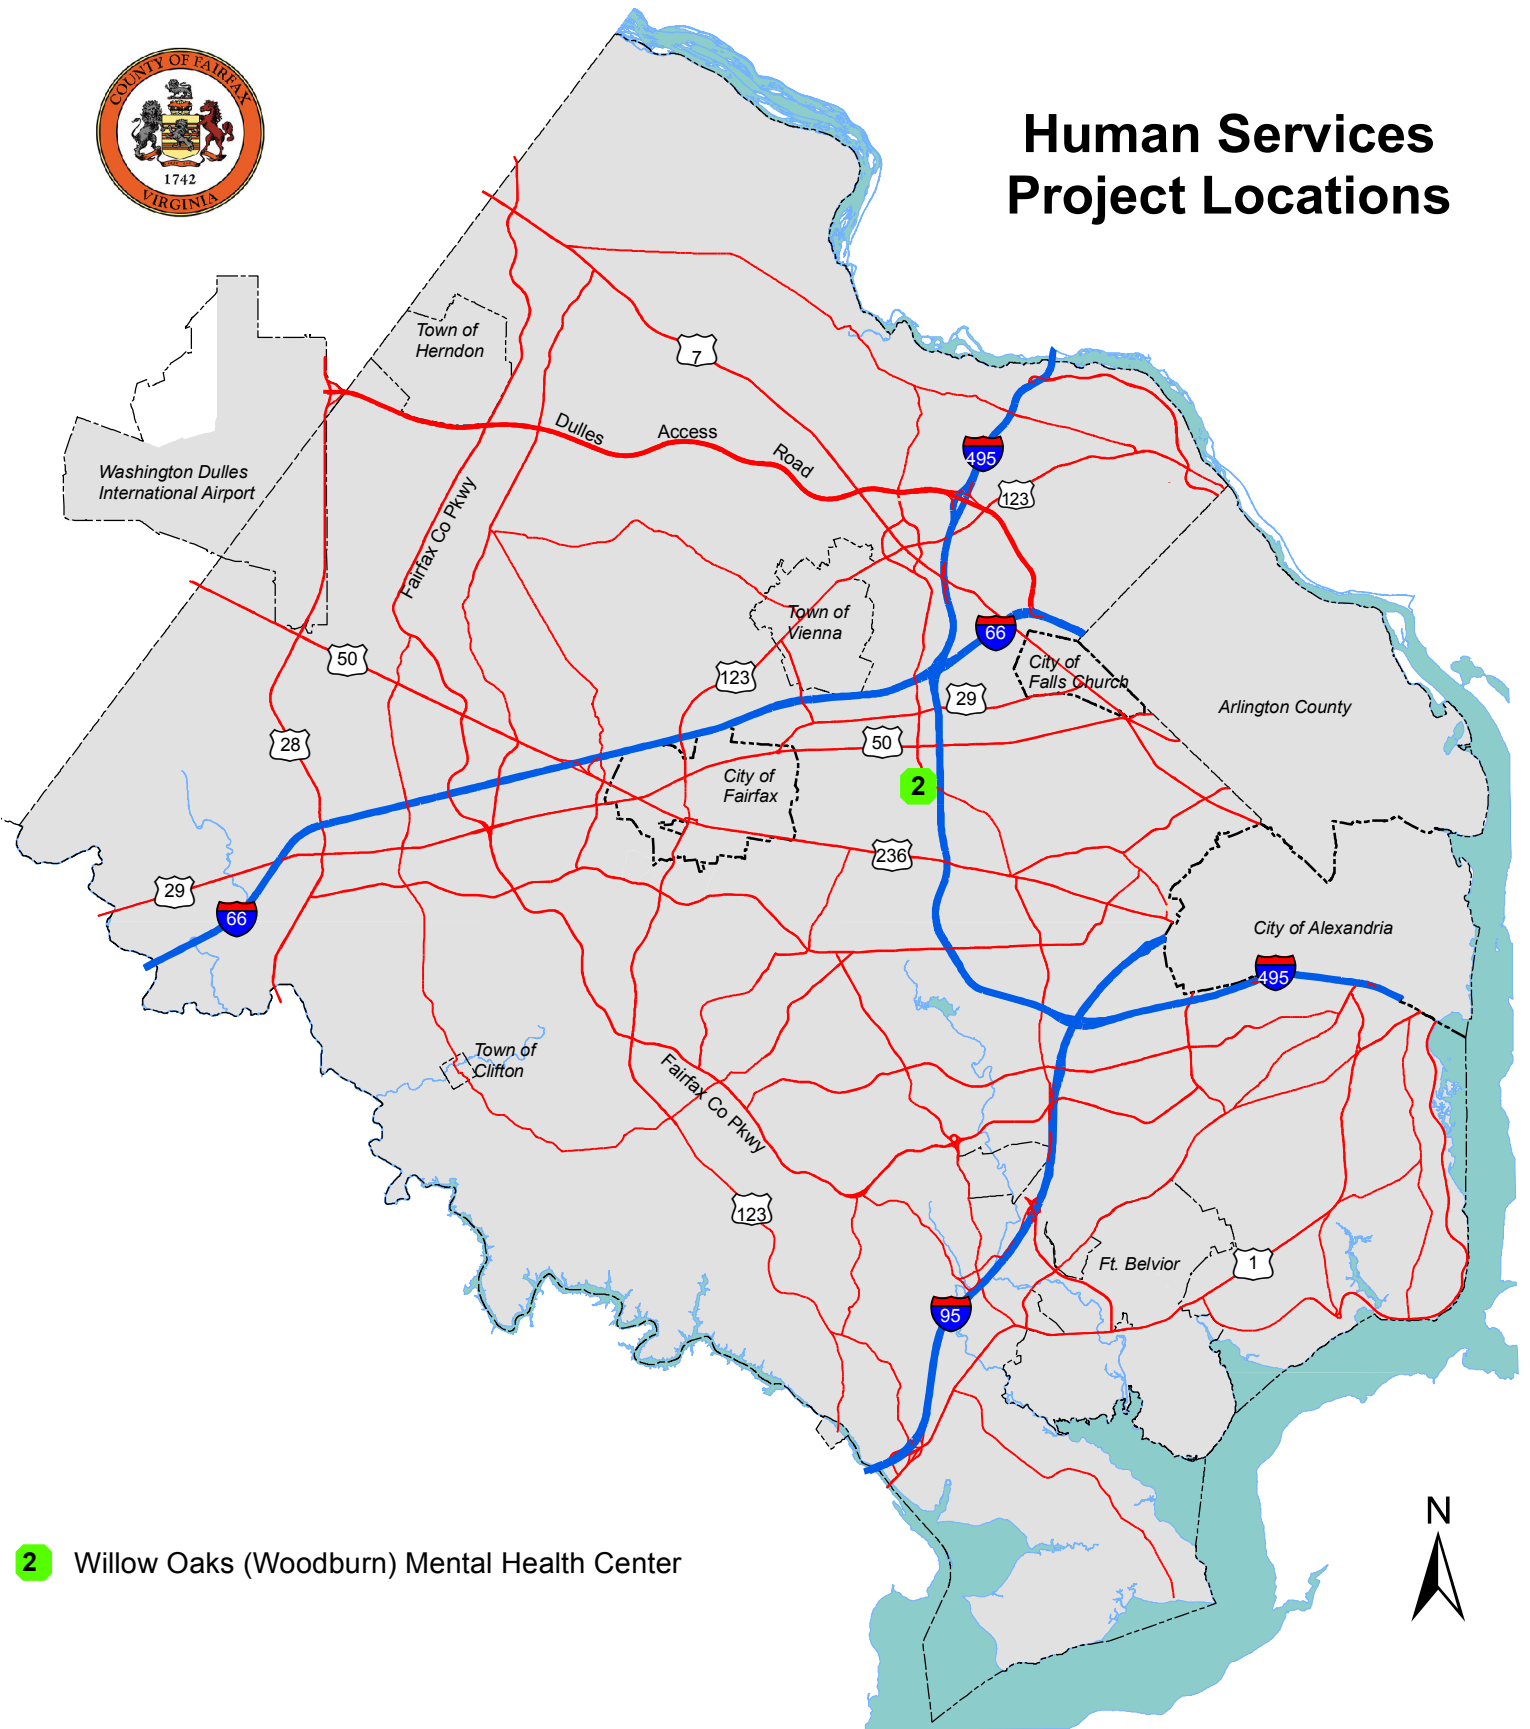 COUNTY OF FAIRFAX
1742
VIRGINIA
Human Services
Project Locations
Town of
Herndon
7
Dulles Access Road
495
123
Washington Dulles
International Airport
Fairfax Co Pkwy
Town of
Vienna
66
50
123
City of
Falls Church
29
Arlington County
28
50
City of
Fairfax
2
236
29
66
City of Alexandria
495
Town of
Clifton
Fairfax Co Pkwy
123
Ft. Belvior
1
95
N
2 Willow Oaks (Woodburn) Mental Health Center